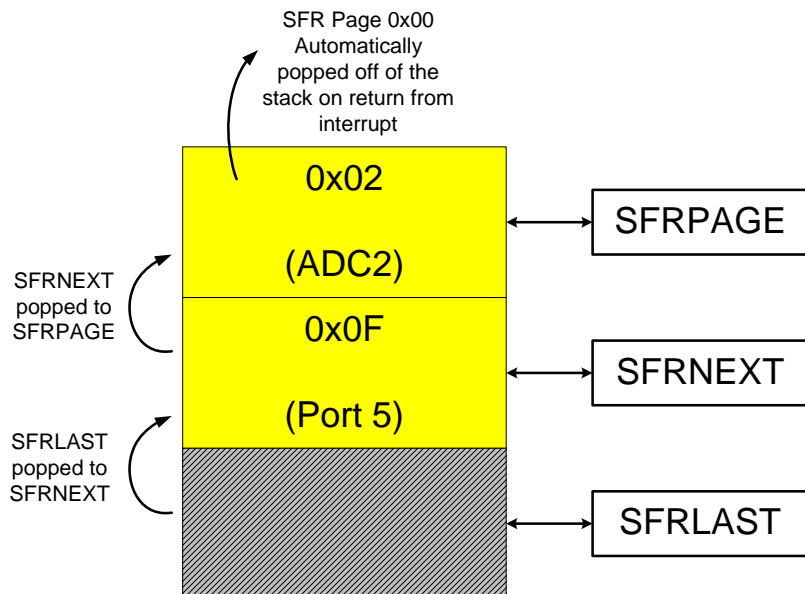 SFR Page 0x00
Automatically
popped off of the
stack on return from
interrupt
0x02
(ADC2)
SFRPAGE
SFRNEXT
popped to
SFRPAGE
0x0F
(Port 5)
SFRNEXT
SFRLAST
popped to
SFRNEXT
SFRLAST